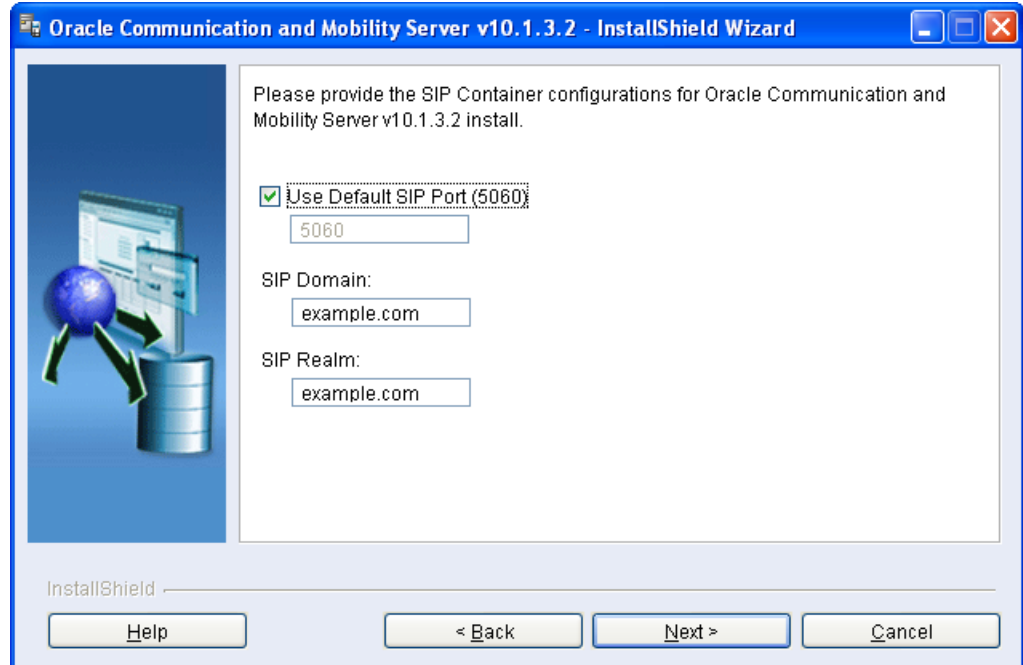 Oracle Communication and Mobility Server v10.1.3.2 - InstallShield Wizard
Please provide the SIP Container configurations for Oracle Communication and
Mobility Server v10.1.3.2 install.
Use Default SIP Port (5060)
5060
SIP Domain:
example.com
SIP Realm:
example.com
InstallShield
Help
< Back
Next >
Cancel